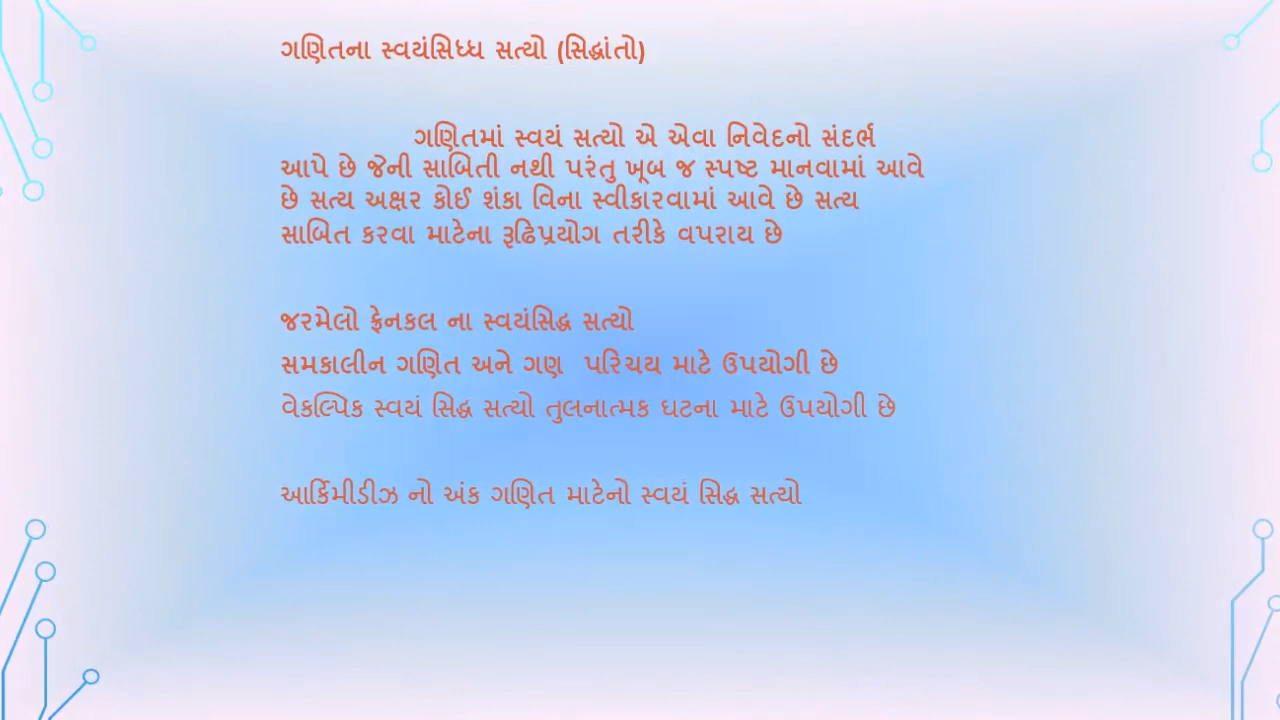 ગણિતના સ્વયંસિધ્ધ સત્યો (સિદ્ધાંતો)
ગણિતમાં સ્વયં સત્યો એ એવા નિવેદનો સંદર્ભ
આપે છે જેની સાબિતી નથી પરંતુ ખૂબ જ સ્પષ્ટ માનવામાં આવે
છે સત્ય અક્ષર કોઈ શંકા વિના સ્વીકારવામાં આવે છે સત્ય
સાબિત કરવા માટેના રૂઢિપ્રયોગ તરીકે વપરાય છે
જરમેલો ફ્રેનકલ ના સ્વયંસિદ્ધ સત્યો
સમકાલીન ગણિત અને ગણ પરિચય માટે ઉપયોગી છે
વેકલ્પિક સ્વયં સિદ્ધ સત્યો તુલનાત્મક ઘટના માટે ઉપયોગી છે
આર્કિમીડીઝ નો અંક ગણિત માટેનો સ્વયં સિદ્ધ સત્યો